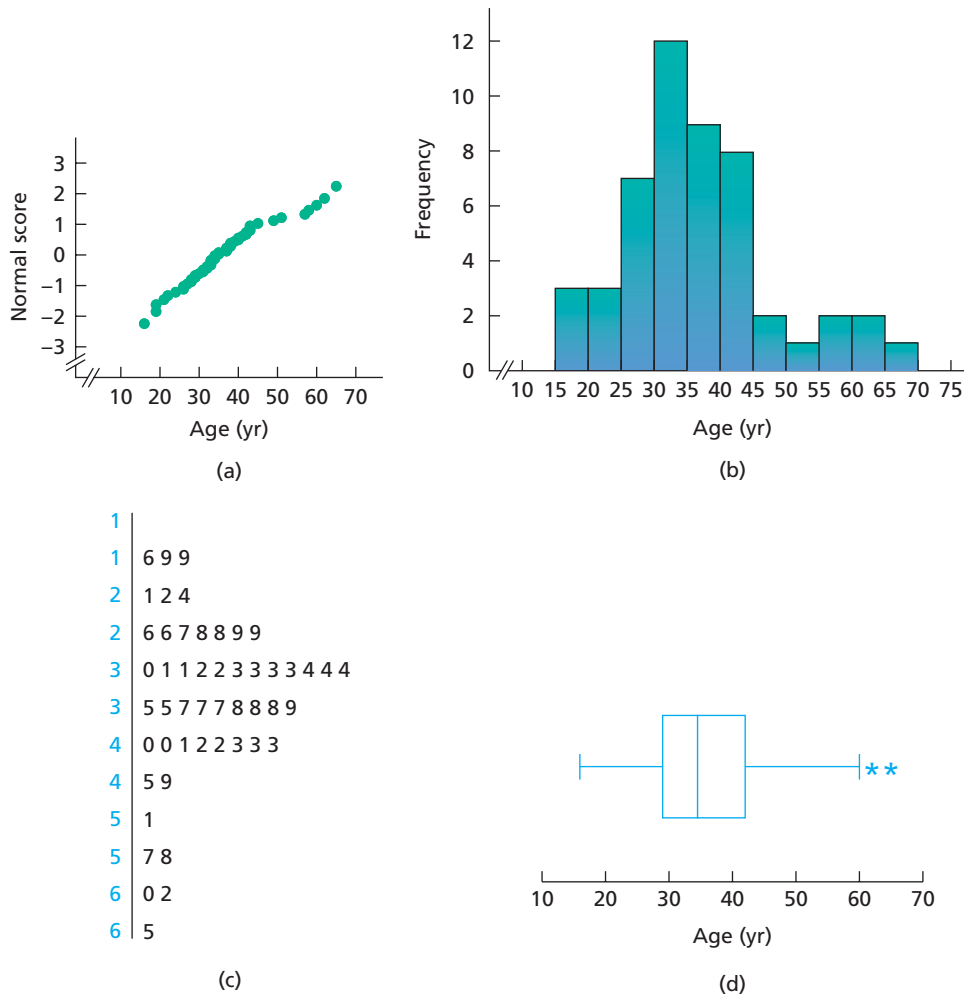 Normal score
3
2
1
0
−1
−2
−3
10 20 30 40 50 60 70
Age (yr)
(a)
Frequency
12
10
8
6
4
2
0
10 15 20 25 30 35 40 45 50 55 60 65 70 75
Age (yr)
(b)
1
1 6 9 9
2 1 2 4
2 6 6 7 8 8 9 9
3 0 1 1 2 2 3 3 3 3 4 4 4
3 5 5 7 7 7 8 8 8 9
4 0 0 1 2 2 3 3 3
4 5 9
5 1
5 7 8
6 0 2
6 5
(c)
**
10 20 30 40 50 60 70
Age (yr)
(d)